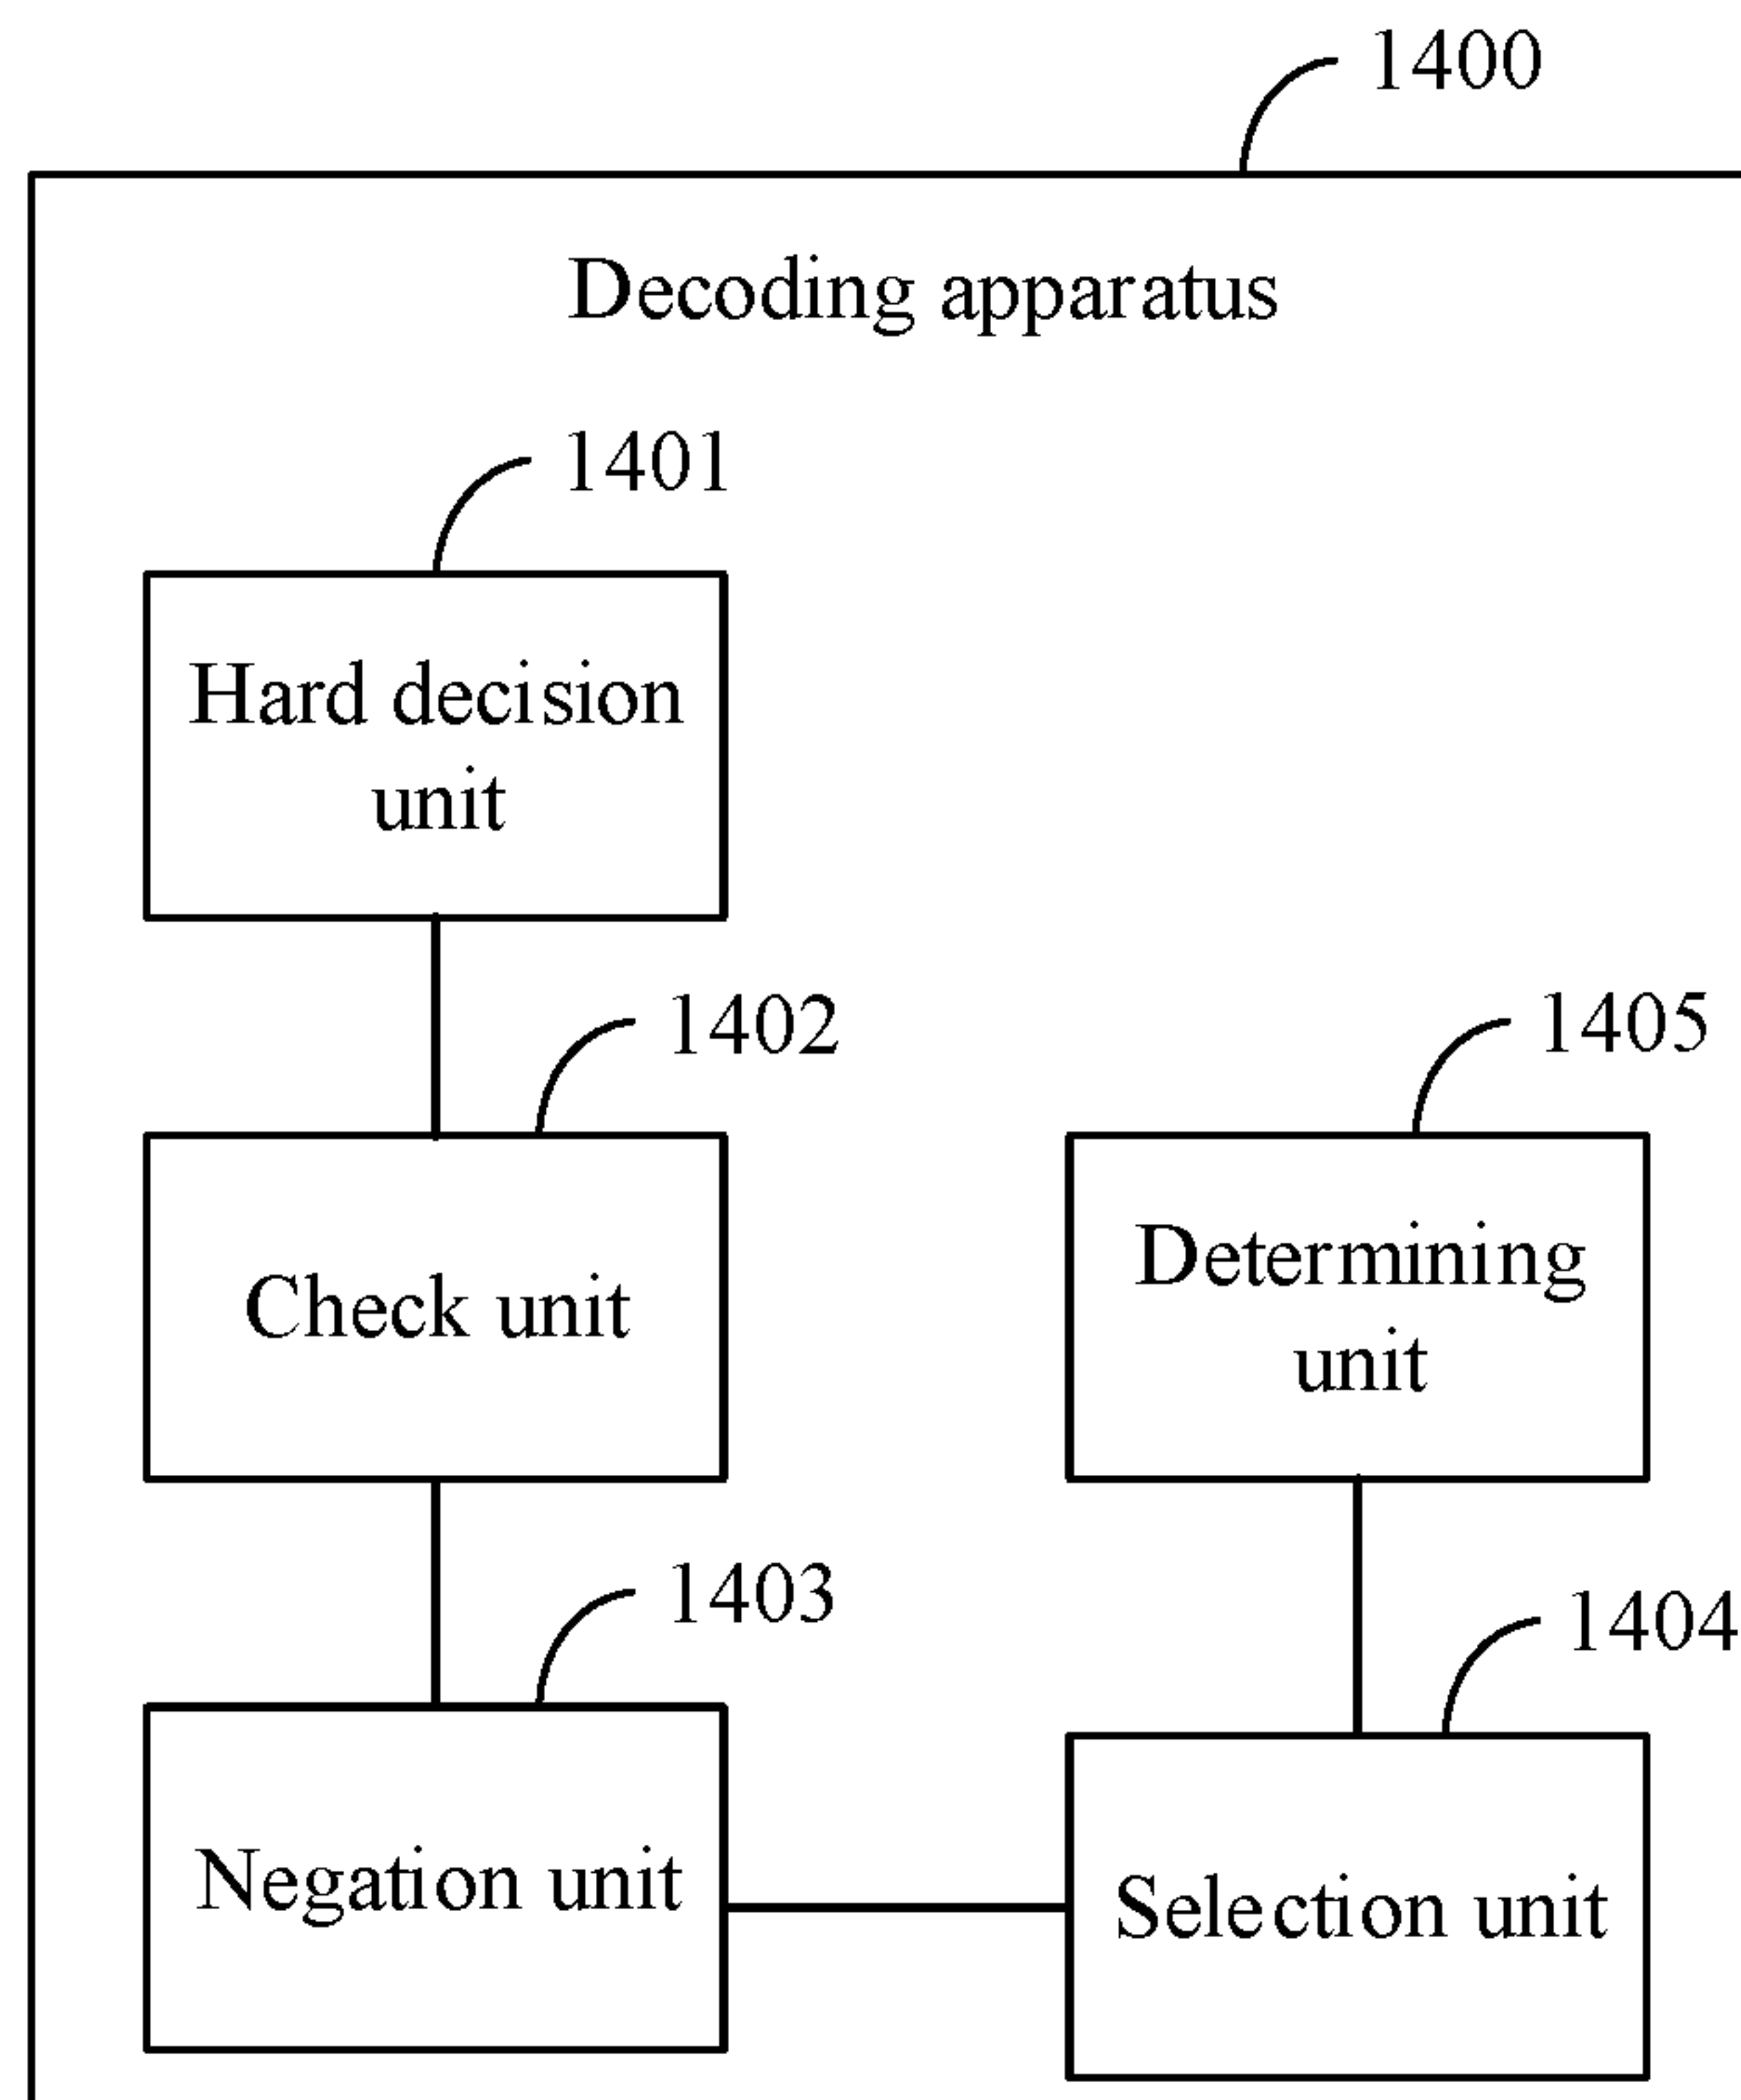 1400
Decoding apparatus
1401
Hard decision
unit
1402
Check unit
1403
Negation unit
1405
Determining
unit
1404
Selection unit